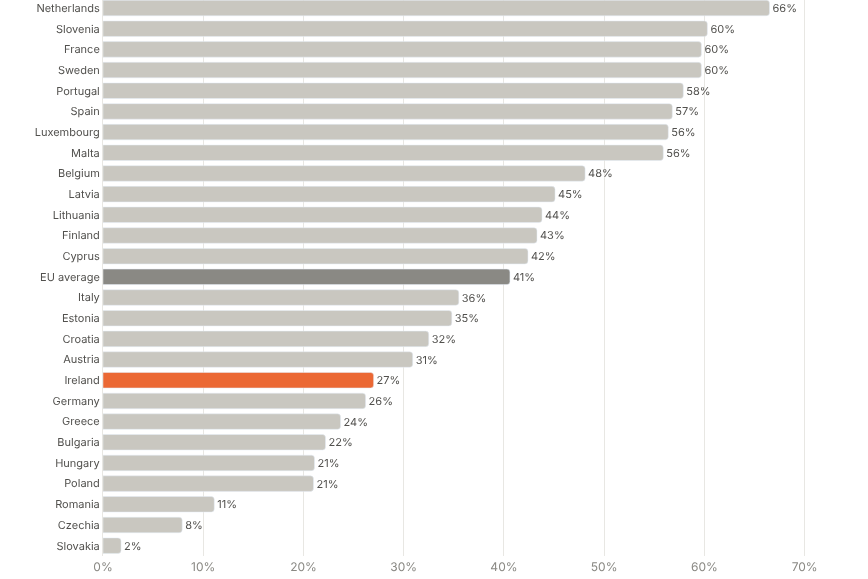 Netherlands 66%
Slovenia 60%
France 60%
Sweden 60%
Portugal 58%
Spain 57%
Luxembourg 56%
Malta 56%
Belgium 48%
Latvia 45%
Lithuania 44%
Finland 43%
Cyprus 42%
EU average 41%
Italy 36%
Estonia 35%
Croatia 32%
Austria 31%
Ireland 27%
Germany 26%
Greece 24%
Bulgaria 22%
Hungary 21%
Poland 21%
Romania 11%
Czechia 8%
Slovakia 2%
0% 10% 20% 30% 40% 50% 60% 70%